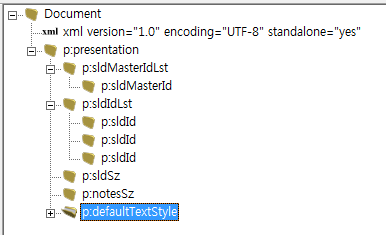 Document
xml xml version="1.0" encoding="UTF-8" standalone="yes"
p:presentation
p:sldMasterIdLst
p:sldMasterId
p:sldIdLst
p:sldId
p:sldId
p:sldId
p:sldSz
p:notesSz
p:defaultTextStyle